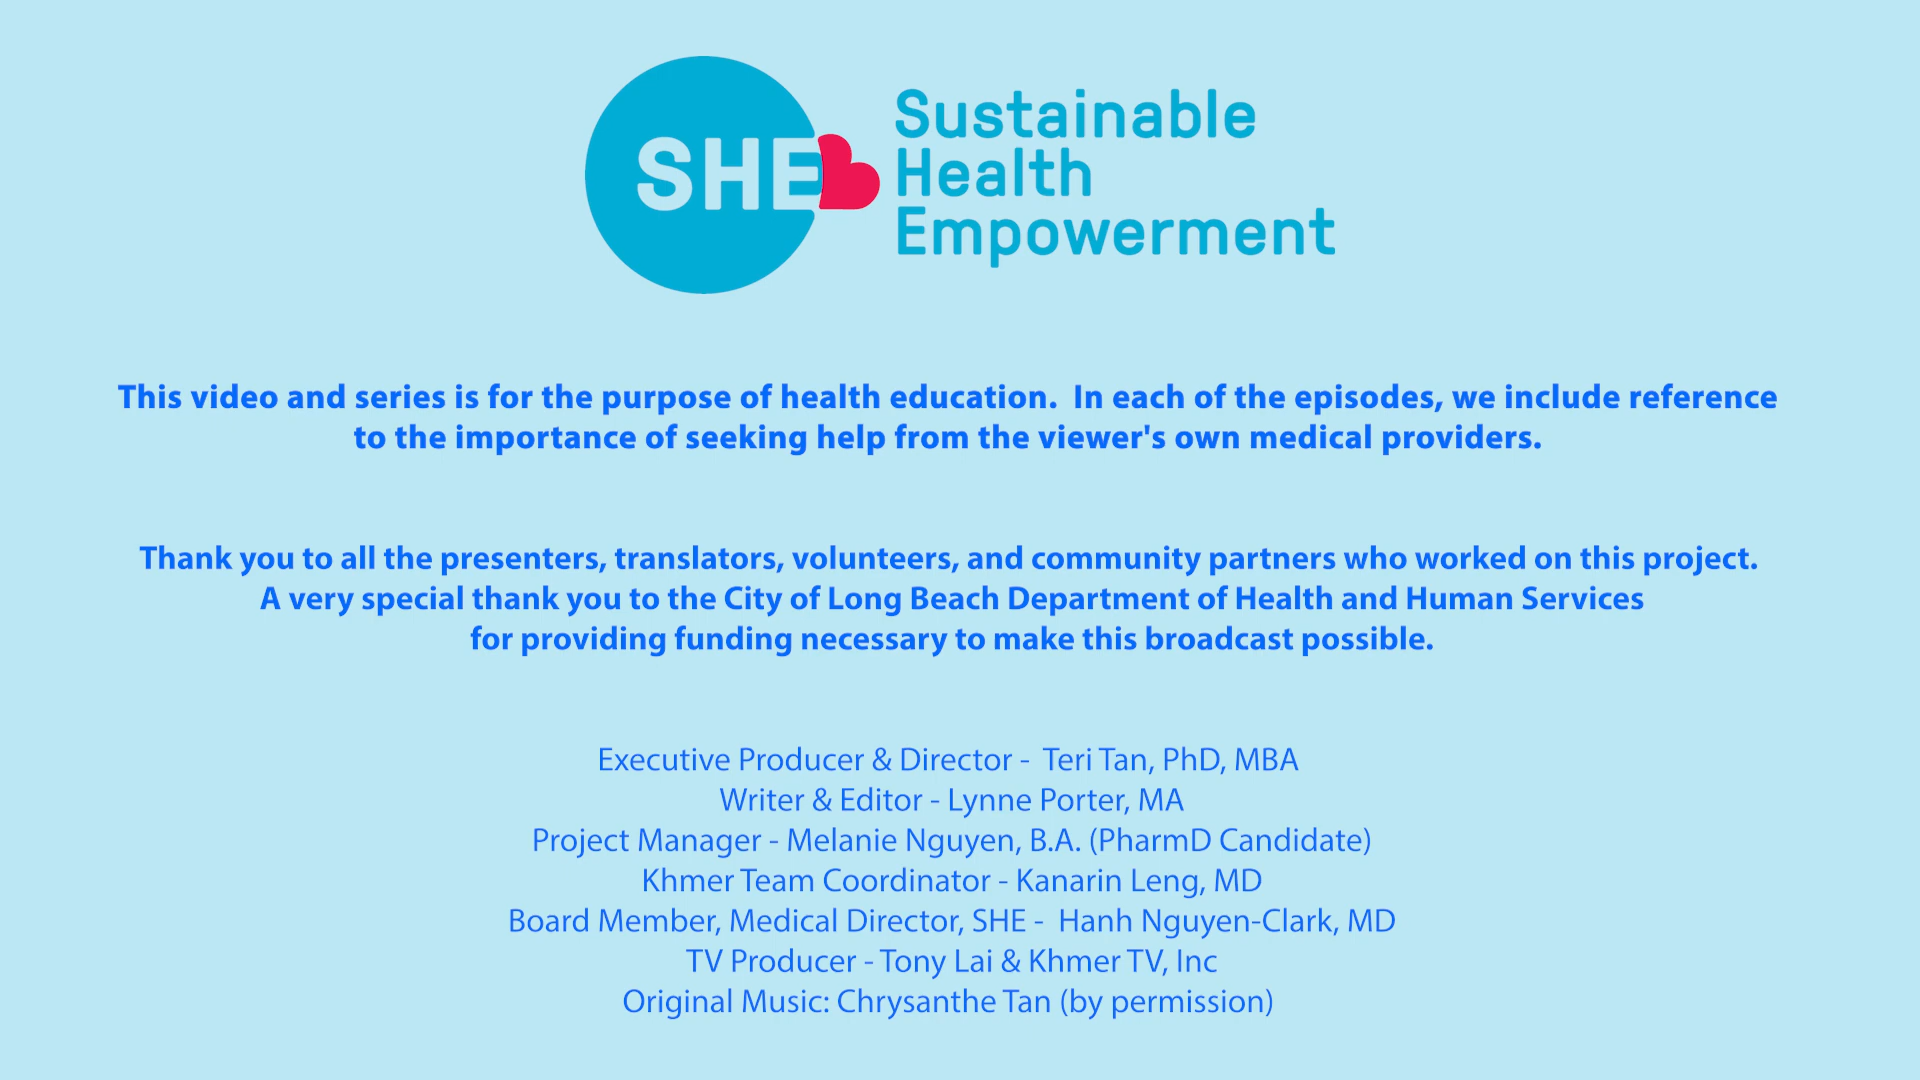 SHE
Sustainable
Health
Empowerment
This video and series is for the purpose of health education.  In each of the episodes, we include reference
to the importance of seeking help from the viewer's own medical providers.
Thank you to all the presenters, translators, volunteers, and community partners who worked on this project.
A very special thank you to the City of Long Beach Department of Health and Human Services
for providing funding necessary to make this broadcast possible.
Executive Producer & Director -  Teri Tan, PhD, MBA
Writer & Editor - Lynne Porter, MA
Project Manager - Melanie Nguyen, B.A. (PharmD Candidate)
Khmer Team Coordinator - Kanarin Leng, MD
Board Member, Medical Director, SHE -  Hanh Nguyen-Clark, MD
TV Producer - Tony Lai & Khmer TV, Inc
Original Music: Chrysanthe Tan (by permission)